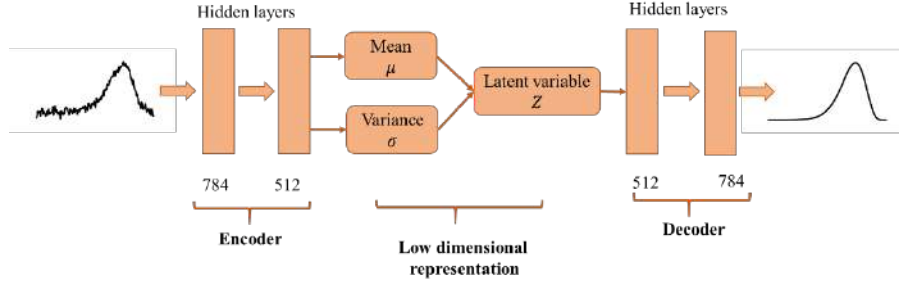 Hidden layers
Hidden layers
Mean
μ
Latent variable
Z
Variance
σ
784
512
512
784
Encoder
Decoder
Low dimensional
representation